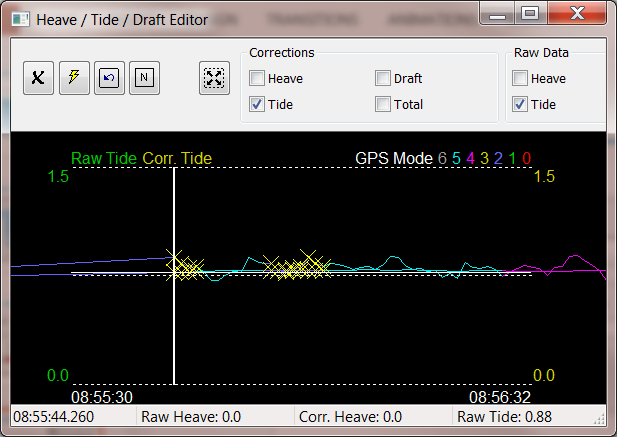 Heave / Tide / Draft Editor
TRANSITIONS ANIMATIONS
Corrections
Raw Data
Heave Draft Heave
N
Tide Total Tide
Raw Tide Corr. Tide GPS Mode 6 5 4 3 2 1 0
1.5 1.5
0.0 0.0
08:55:30 08:56:32
08:55:44.260 Raw Heave: 0.0 Corr. Heave: 0.0 Raw Tide: 0.88